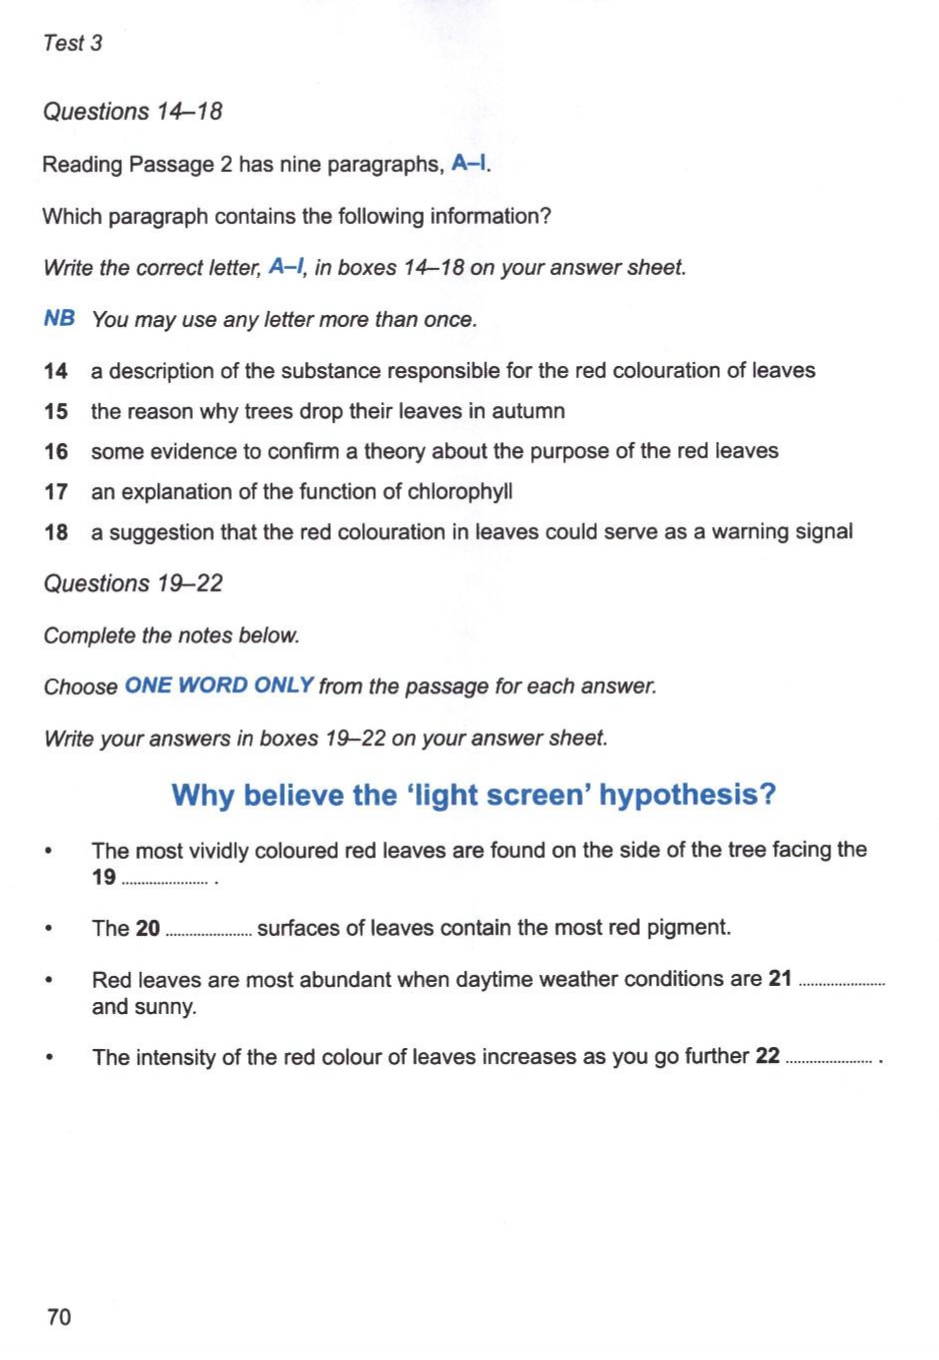 Test 3
Questions 14–18
Reading Passage 2 has nine paragraphs, A–I.
Which paragraph contains the following information?
Write the correct letter, A–I, in boxes 14–18 on your answer sheet.
NB You may use any letter more than once.
14 a description of the substance responsible for the red colouration of leaves
15 the reason why trees drop their leaves in autumn
16 some evidence to confirm a theory about the purpose of the red leaves
17 an explanation of the function of chlorophyll
18 a suggestion that the red colouration in leaves could serve as a warning signal
Questions 19–22
Complete the notes below.
Choose ONE WORD ONLY from the passage for each answer.
Write your answers in boxes 19–22 on your answer sheet.
Why believe the ‘light screen’ hypothesis?
• The most vividly coloured red leaves are found on the side of the tree facing the
19 ...................... .
• The 20 ...................... surfaces of leaves contain the most red pigment.
• Red leaves are most abundant when daytime weather conditions are 21 ......................
and sunny.
• The intensity of the red colour of leaves increases as you go further 22 ...................... .
70